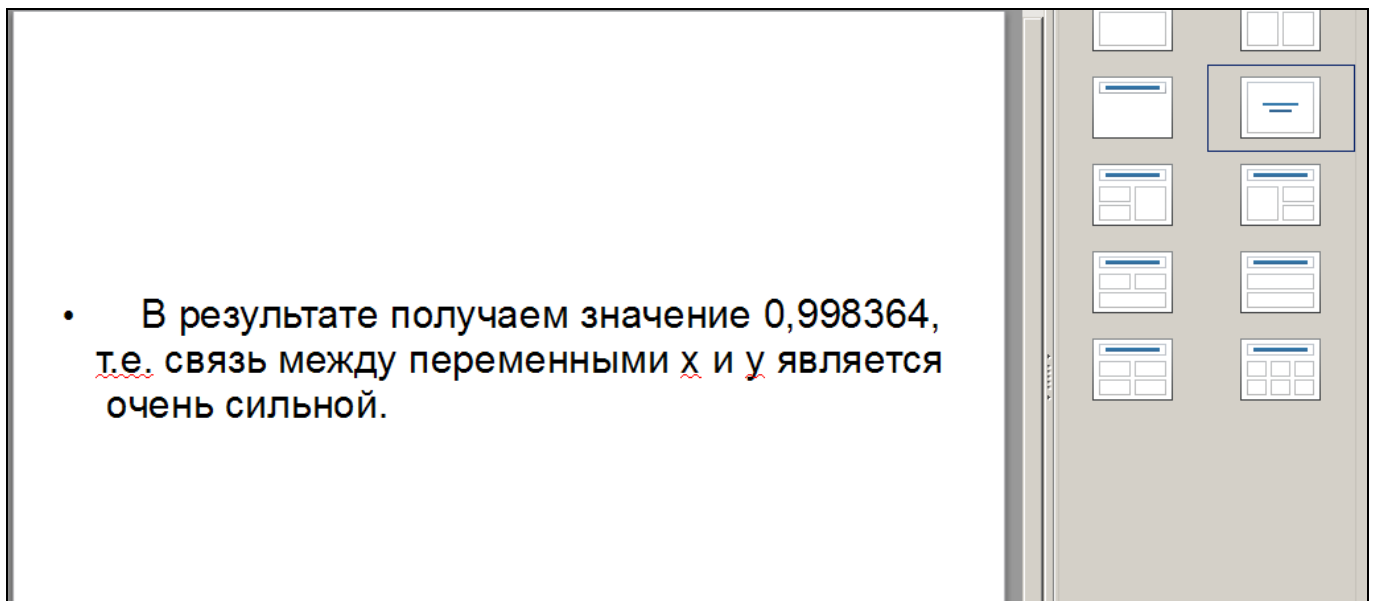 • В результате получаем значение 0,998364,
т.е. связь между переменными x и y является
очень сильной.